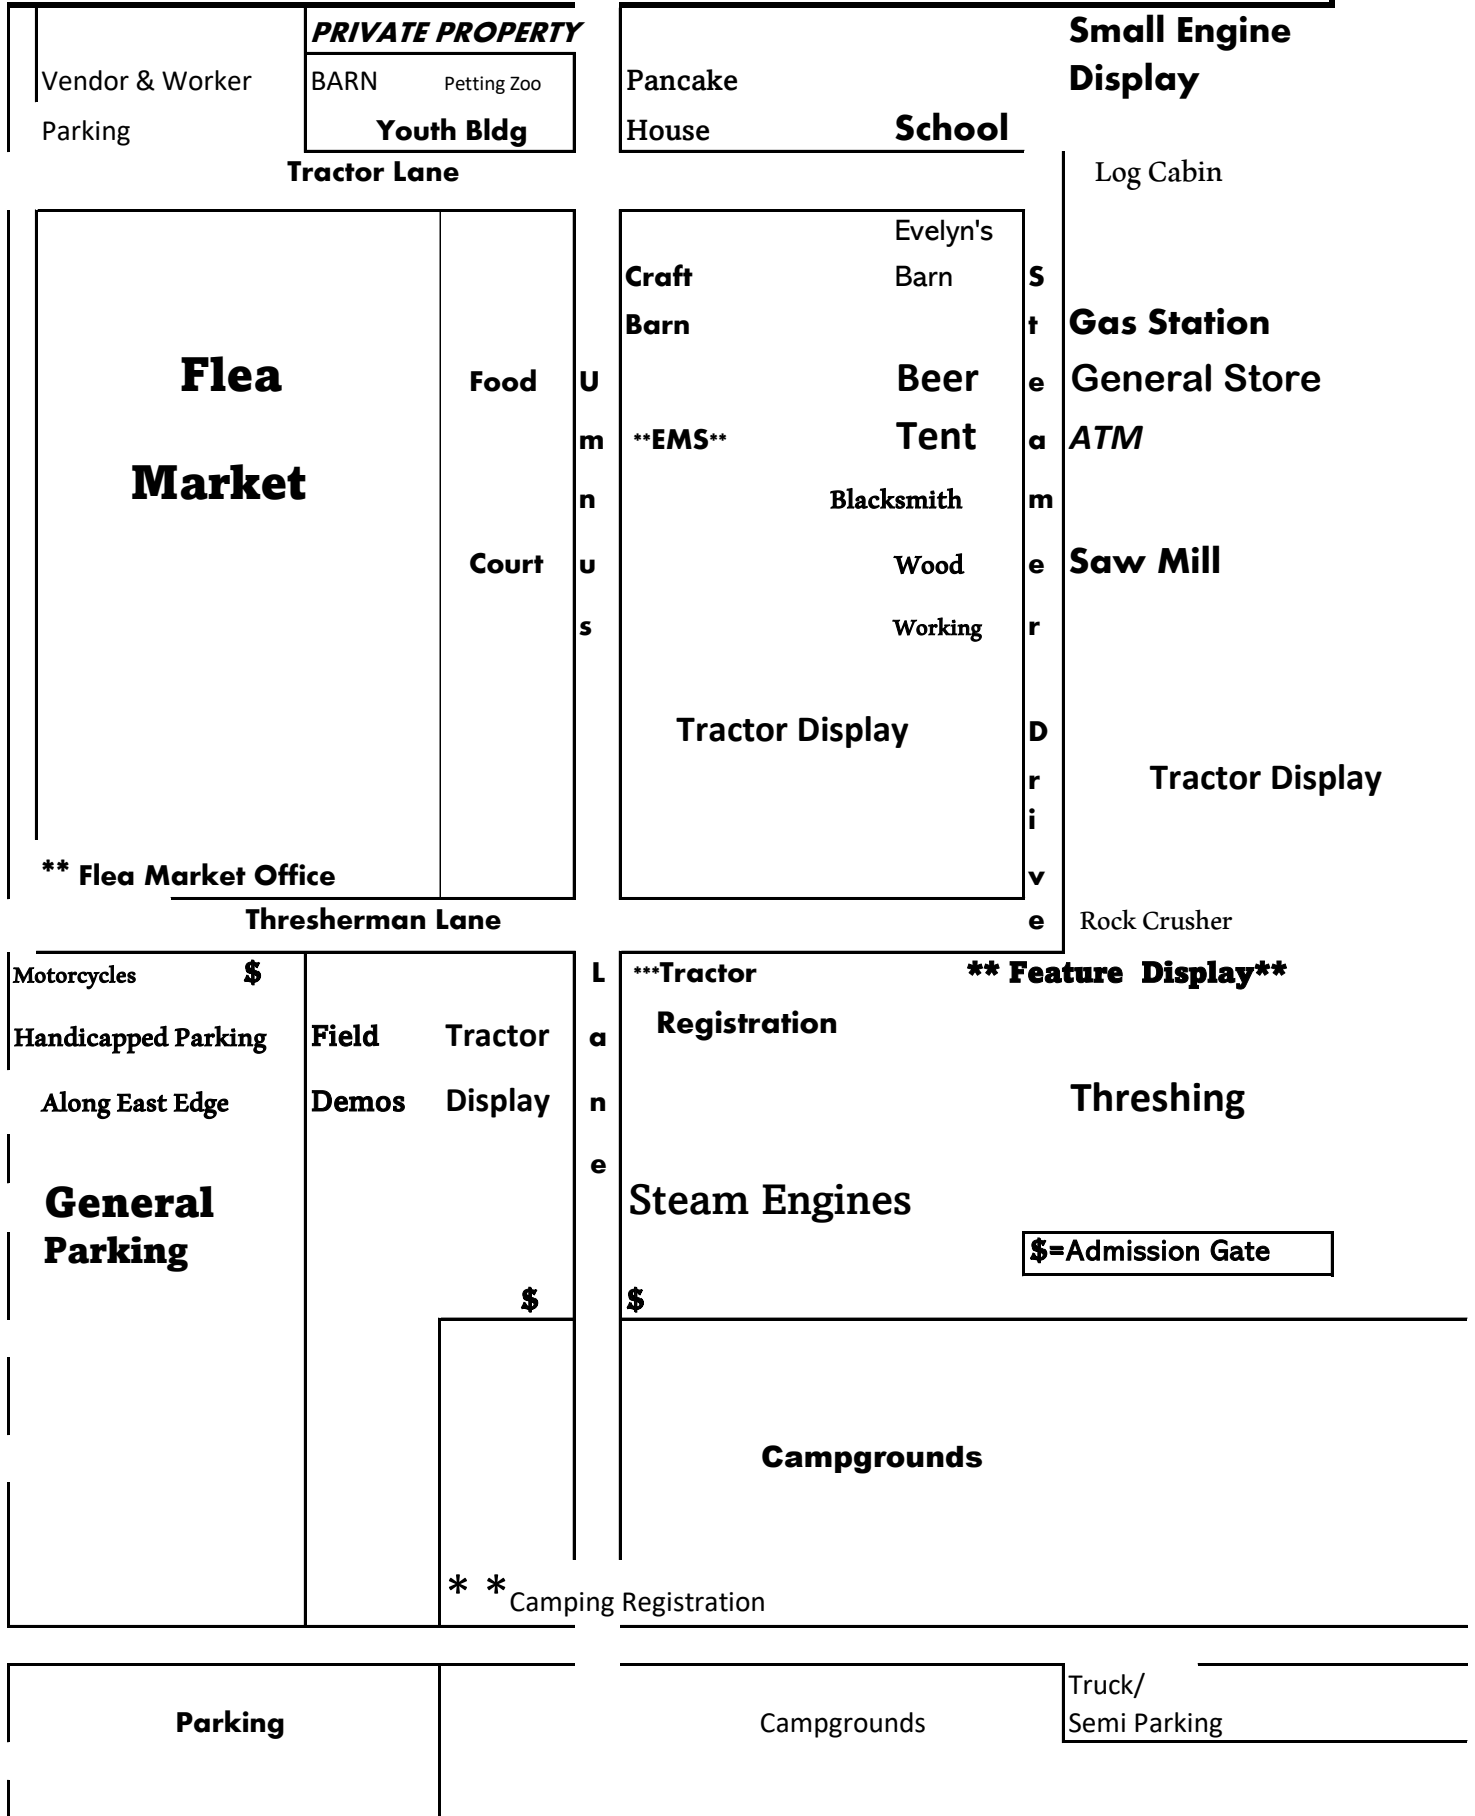 PRIVATE PROPERTY
Small Engine
Display
Vendor & Worker
Parking
BARN
Petting Zoo
Youth Bldg
Pancake
House
School
Tractor Lane
Log Cabin
Evelyn's
Barn
Craft
Barn
Flea
Market
Food
Court
Umnus
Lane
**EMS**
Beer
Tent
Blacksmith
Wood
Working
Steamer
Drive
Gas Station
General Store
ATM
Saw Mill
Tractor Display
Tractor Display
** Flea Market Office
Thresherman Lane
Rock Crusher
Motorcycles
$
Handicapped Parking
Along East Edge
Field
Demos
Tractor
Display
***Tractor
Registration
** Feature Display**
Threshing
General
Parking
Steam Engines
$=Admission Gate
$
$
Campgrounds
* *Camping Registration
Parking
Campgrounds
Truck/
Semi Parking